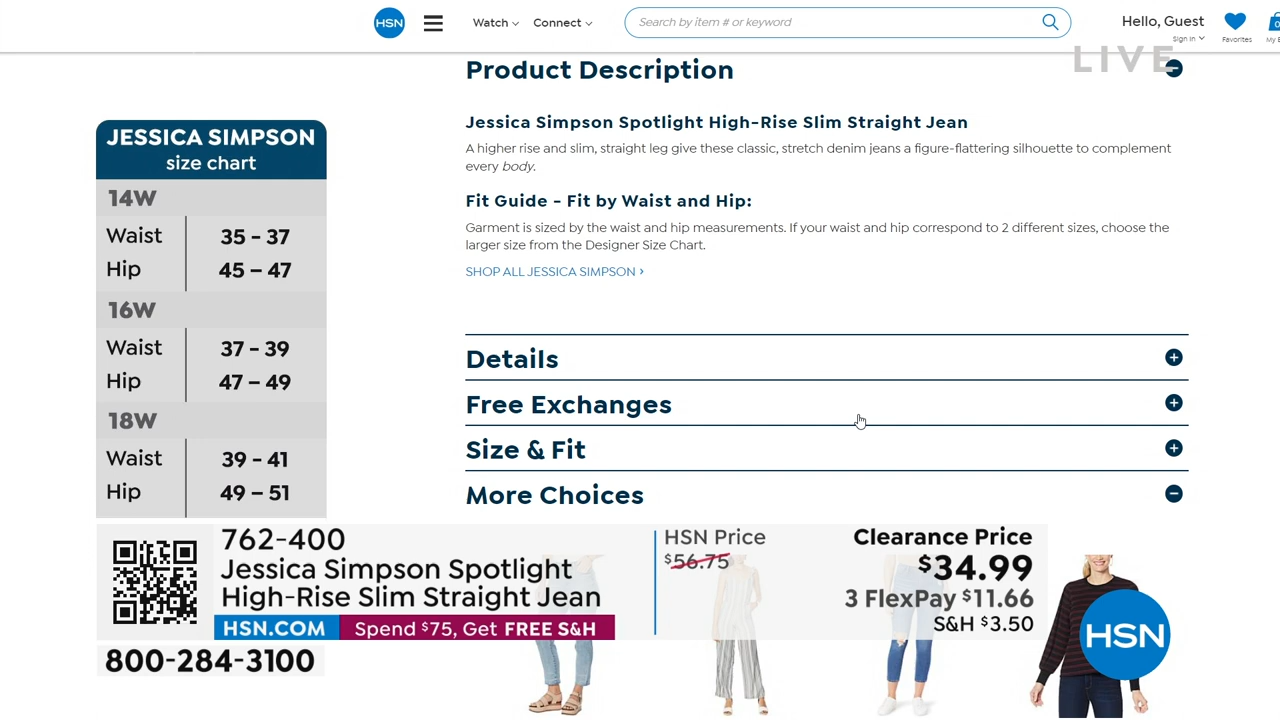 HSN
Watch
Connect
Search by item # or keyword
Hello, Guest
Sign In
Favorites
LIVE
Product Description
Jessica Simpson Spotlight High-Rise Slim Straight Jean
A higher rise and slim, straight leg give these classic, stretch denim jeans a figure-flattering silhouette to complement
every body.
Fit Guide - Fit by Waist and Hip:
Garment is sized by the waist and hip measurements. If your waist and hip correspond to 2 different sizes, choose the
larger size from the Designer Size Chart.
SHOP ALL JESSICA SIMPSON ›
Details
Free Exchanges
Size & Fit
More Choices
JESSICA SIMPSON
size chart
14W
Waist 35 - 37
Hip 45 – 47
16W
Waist 37 - 39
Hip 47 – 49
18W
Waist 39 - 41
Hip 49 – 51
762-400
Jessica Simpson Spotlight
High-Rise Slim Straight Jean
HSN.COM Spend $75, Get FREE S&H
800-284-3100
HSN Price
$56.75
Clearance Price
$34.99
3 FlexPay $11.66
S&H $3.50
HSN